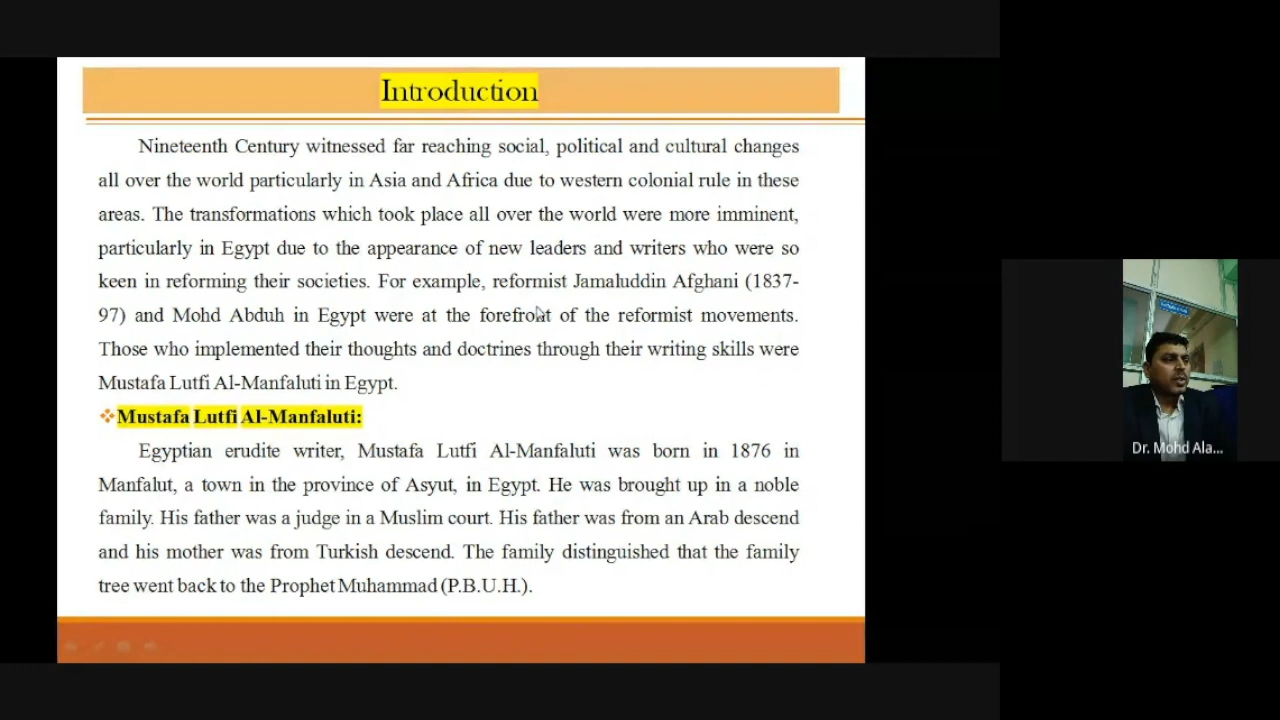 Introduction
Nineteenth Century witnessed far reaching social, political and cultural changes
all over the world particularly in Asia and Africa due to western colonial rule in these
areas. The transformations which took place all over the world were more imminent,
particularly in Egypt due to the appearance of new leaders and writers who were so
keen in reforming their societies. For example, reformist Jamaluddin Afghani (1837-
97) and Mohd Abduh in Egypt were at the forefront of the reformist movements.
Those who implemented their thoughts and doctrines through their writing skills were
Mustafa Lutfi Al-Manfaluti in Egypt.
Mustafa Lutfi Al-Manfaluti:
Egyptian erudite writer, Mustafa Lutfi Al-Manfaluti was born in 1876 in
Manfalut, a town in the province of Asyut, in Egypt. He was brought up in a noble
family. His father was a judge in a Muslim court. His father was from an Arab descend
and his mother was from Turkish descend. The family distinguished that the family
tree went back to the Prophet Muhammad (P.B.U.H.).
Dr. Mohd Ala...